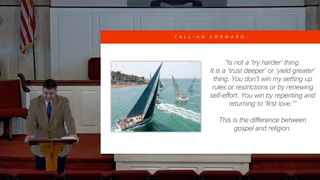 FALLING FORWARD
"Is not a 'try harder' thing.
It is a 'trust deeper' or 'yield greater'
thing. You don't win my setting up
rules or restrictions or by renewing
self-effort. You win by repenting and
returning to 'first love.'"
This is the difference between
gospel and religion.